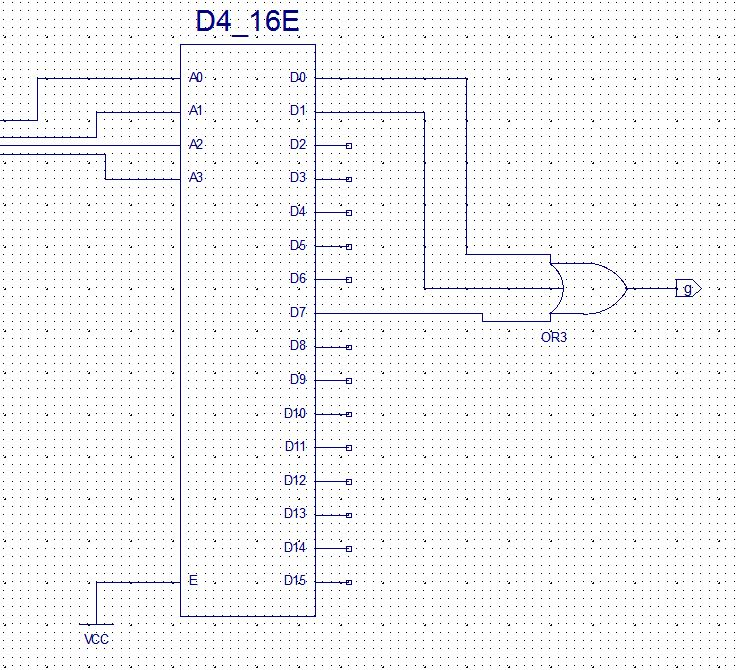 D4_16E
A0 D0
A1 D1
A2 D2
A3 D3
D4
D5
D6
D7
g
OR3
D8
D9
D10
D11
D12
D13
D14
E D15
VCC